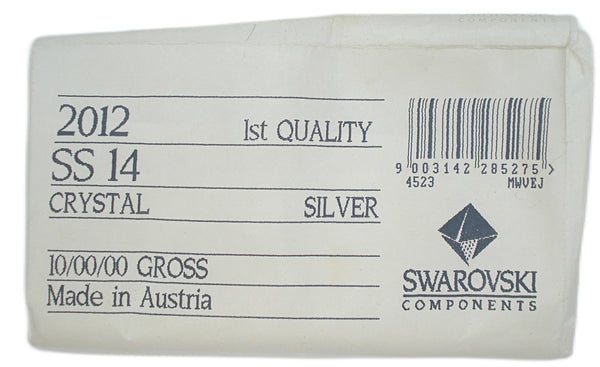 COMPONENTS
2012 1st QUALITY
SS 14
CRYSTAL SILVER
10/00/00 GROSS
Made in Austria
9 003142 285275 >
4523 MWVEJ
SWAROVSKI
COMPONENTS